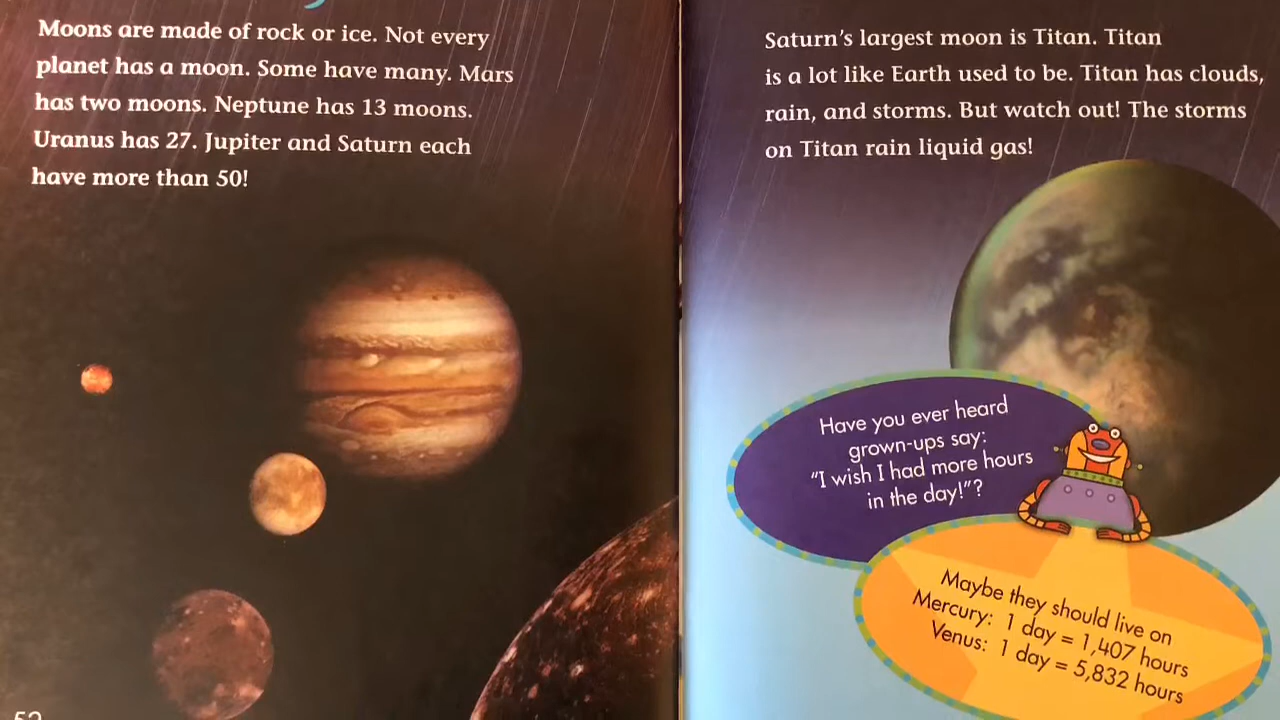 Moons are made of rock or ice. Not every
planet has a moon. Some have many. Mars
has two moons. Neptune has 13 moons.
Uranus has 27. Jupiter and Saturn each
have more than 50!
Saturn's largest moon is Titan. Titan
is a lot like Earth used to be. Titan has clouds,
rain, and storms. But watch out! The storms
on Titan rain liquid gas!
Have you ever heard
grown-ups say:
"I wish I had more hours
in the day!"?
Maybe they should live on
Mercury: 1 day = 1,407 hours
Venus: 1 day = 5,832 hours